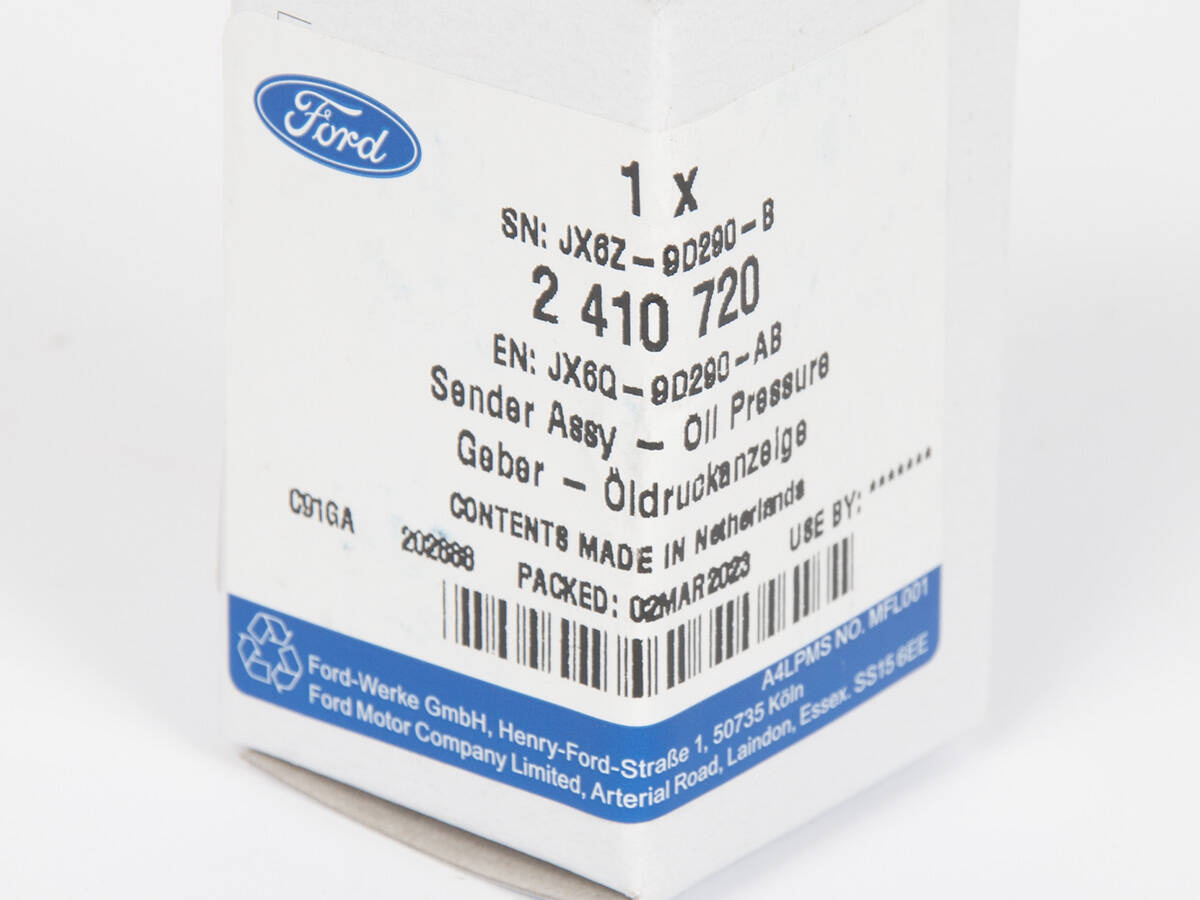 Ford
1 x
SN: JX6Z-9D290-B
2 410 720
EN: JX6Q-9D290-AB
Sender Assy - Oil Pressure
Geber - Öldruckanzeige
CONTENTS MADE IN Netherlands
C91GA 202688 PACKED: 02MAR2023 USE BY: *******
A4LPMS NO. MFL001
Ford-Werke GmbH, Henry-Ford-Straße 1, 50735 Köln
Ford Motor Company Limited, Arterial Road, Laindon, Essex. SS15 6EE